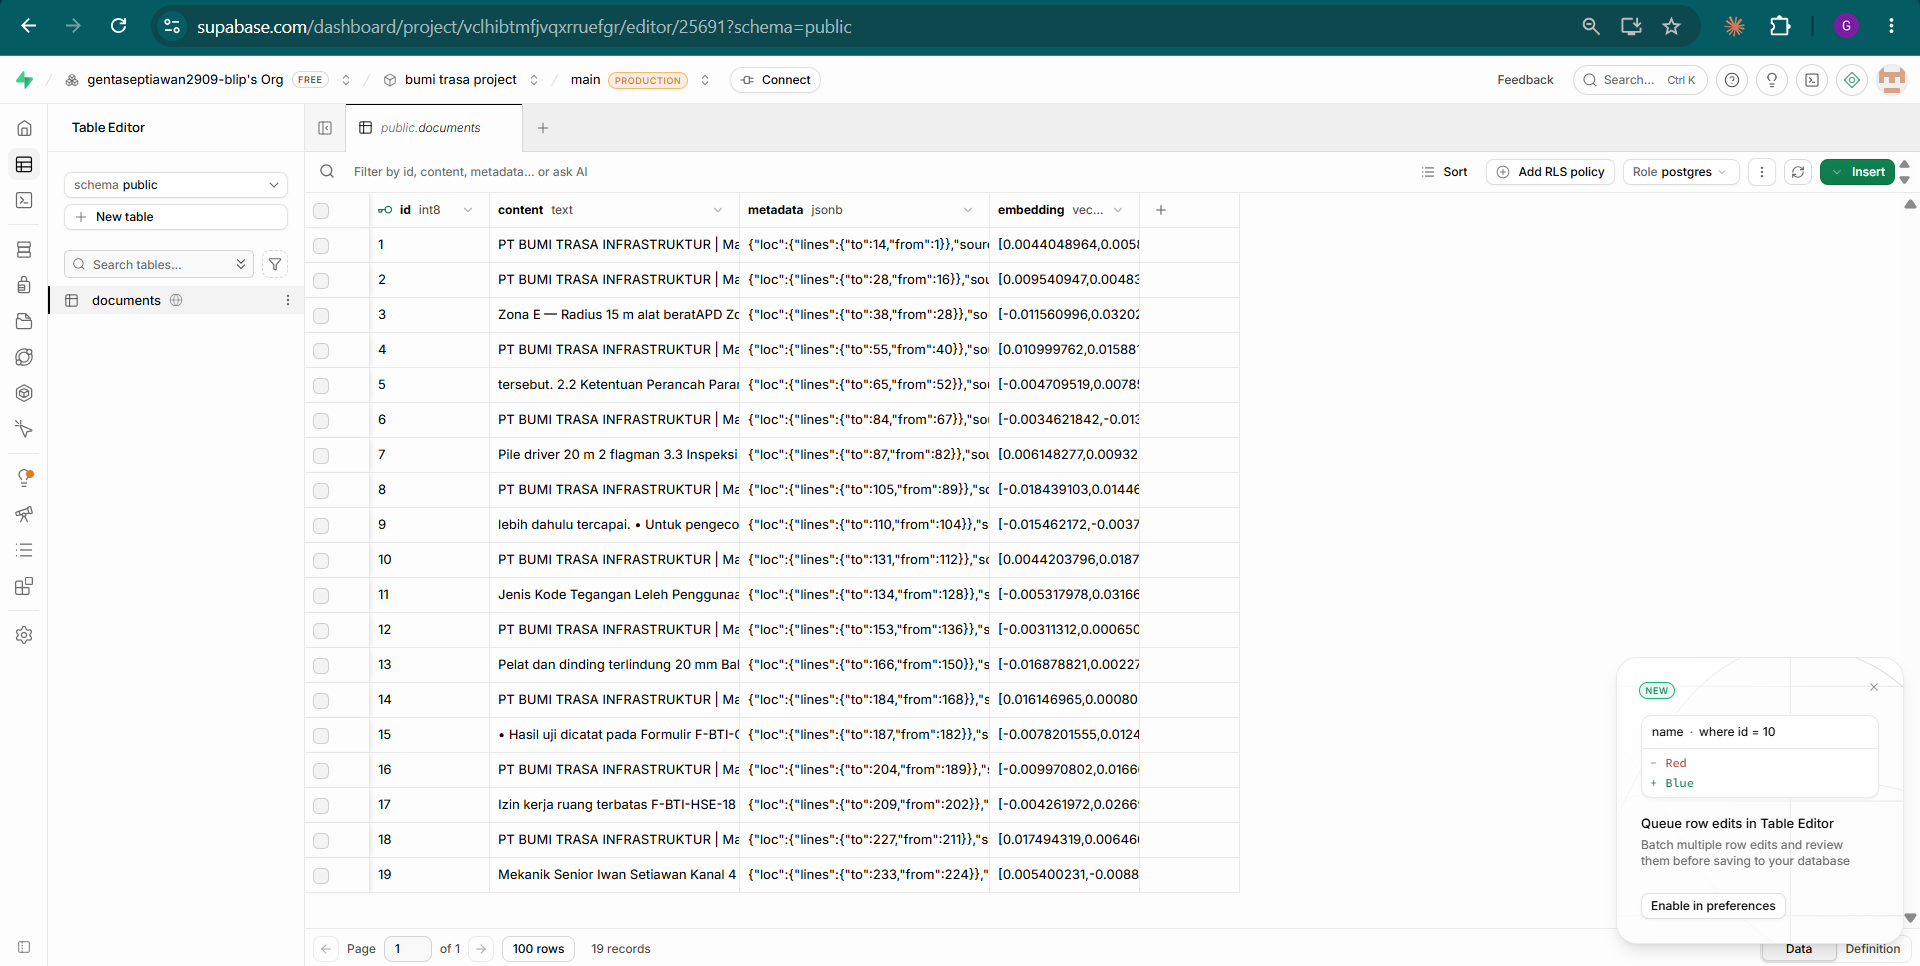 supabase.com/dashboard/project/vclhibtmfjvqxrruefgr/editor/25691?schema=public
G
gentaseptiawan2909-blip's Org FREE / bumi trasa project / main PRODUCTION Connect
Feedback Search... Ctrl K
Table Editor
public.documents
schema public
New table
Search tables...
documents
Filter by id, content, metadata... or ask AI
Sort Add RLS policy Role postgres Insert
id int8 content text metadata jsonb embedding vec...
1 PT BUMI TRASA INFRASTRUKTUR | Ma {"loc":{"lines":{"to":14,"from":1}},"sour [0.0044048964,0.0058
2 PT BUMI TRASA INFRASTRUKTUR | Ma {"loc":{"lines":{"to":28,"from":16}},"sou [0.009540947,0.00483
3 Zona E — Radius 15 m alat beratAPD Zo {"loc":{"lines":{"to":38,"from":28}},"so [-0.011560996,0.03202
4 PT BUMI TRASA INFRASTRUKTUR | Ma {"loc":{"lines":{"to":55,"from":40}},"sou [0.010999762,0.01588
5 tersebut. 2.2 Ketentuan Perancah Parar {"loc":{"lines":{"to":65,"from":52}},"sou [-0.004709519,0.0078
6 PT BUMI TRASA INFRASTRUKTUR | Ma {"loc":{"lines":{"to":84,"from":67}},"sou [-0.0034621842,-0.013
7 Pile driver 20 m 2 flagman 3.3 Inspeksi {"loc":{"lines":{"to":87,"from":82}},"sou [0.006148277,0.00932
8 PT BUMI TRASA INFRASTRUKTUR | Ma {"loc":{"lines":{"to":105,"from":89}},"so [-0.018439103,0.01446
9 lebih dahulu tercapai. • Untuk pengeco {"loc":{"lines":{"to":110,"from":104}},"s [-0.015462172,-0.0037
10 PT BUMI TRASA INFRASTRUKTUR | Ma {"loc":{"lines":{"to":131,"from":112}},"so [0.0044203796,0.0187
11 Jenis Kode Tegangan Leleh Penggunaa {"loc":{"lines":{"to":134,"from":128}},"s [-0.005317978,0.03166
12 PT BUMI TRASA INFRASTRUKTUR | Ma {"loc":{"lines":{"to":153,"from":136}},"s [-0.00311312,0.000650
13 Pelat dan dinding terlindung 20 mm Bal {"loc":{"lines":{"to":166,"from":150}},"s [-0.016878821,0.00227
14 PT BUMI TRASA INFRASTRUKTUR | Ma {"loc":{"lines":{"to":184,"from":168}},"s [0.016146965,0.00080
15 • Hasil uji dicatat pada Formulir F-BTI-C {"loc":{"lines":{"to":187,"from":182}},"s [-0.0078201555,0.0124
16 PT BUMI TRASA INFRASTRUKTUR | Ma {"loc":{"lines":{"to":204,"from":189}},"s [-0.009970802,0.0166
17 Izin kerja ruang terbatas F-BTI-HSE-18 {"loc":{"lines":{"to":209,"from":202}}," [-0.004261972,0.0266
18 PT BUMI TRASA INFRASTRUKTUR | Ma {"loc":{"lines":{"to":227,"from":211}},"s [0.017494319,0.00646
19 Mekanik Senior Iwan Setiawan Kanal 4 {"loc":{"lines":{"to":233,"from":224}}," [0.005400231,-0.0088
NEW
name · where id = 10
- Red
+ Blue
Queue row edits in Table Editor
Batch multiple row edits and review
them before saving to your database
Enable in preferences
Page 1 of 1 100 rows 19 records
Data Definition